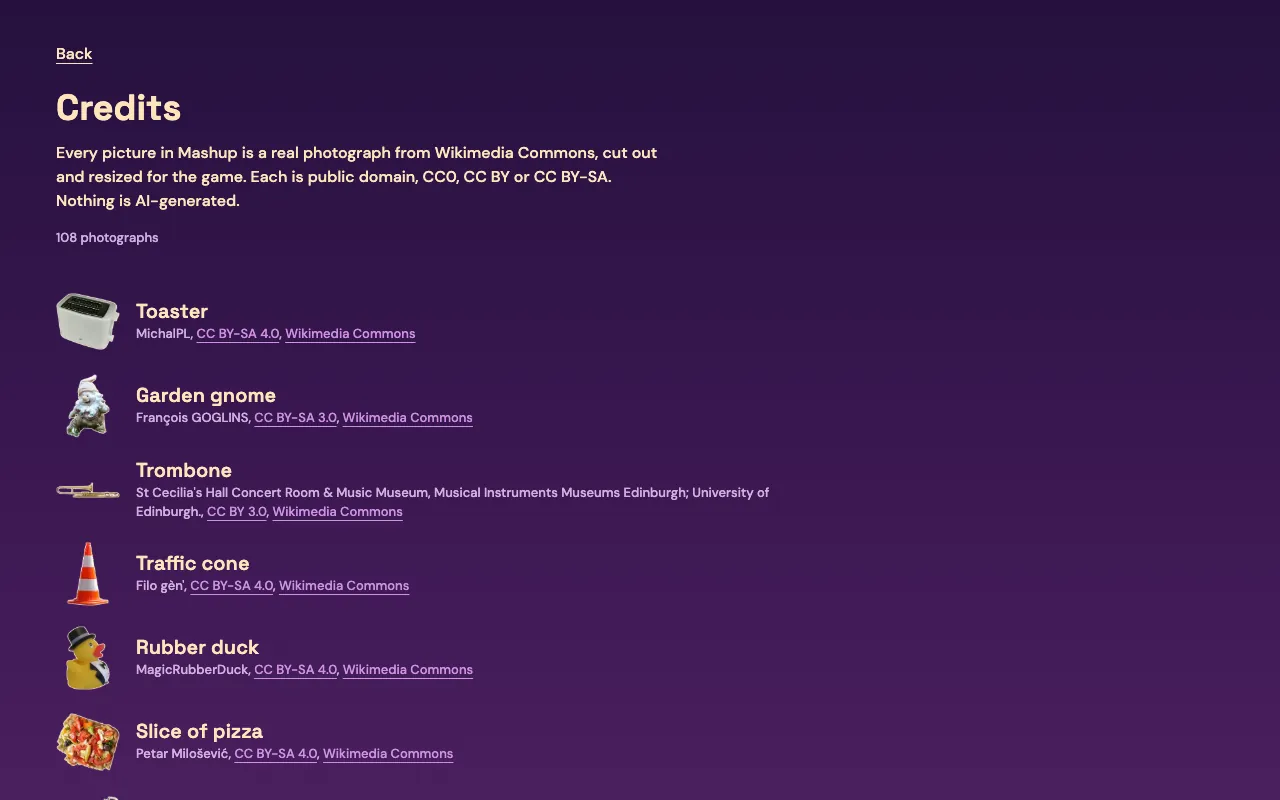 Back
Credits
Every picture in Mashup is a real photograph from Wikimedia Commons, cut out
and resized for the game. Each is public domain, CC0, CC BY or CC BY-SA.
Nothing is AI-generated.
108 photographs
Toaster
MichalPL, CC BY-SA 4.0, Wikimedia Commons
Garden gnome
François GOGLINS, CC BY-SA 3.0, Wikimedia Commons
Trombone
St Cecilia's Hall Concert Room & Music Museum, Musical Instruments Museums Edinburgh; University of
Edinburgh., CC BY 3.0, Wikimedia Commons
Traffic cone
Filo gèn', CC BY-SA 4.0, Wikimedia Commons
Rubber duck
MagicRubberDuck, CC BY-SA 4.0, Wikimedia Commons
Slice of pizza
Petar Milošević, CC BY-SA 4.0, Wikimedia Commons